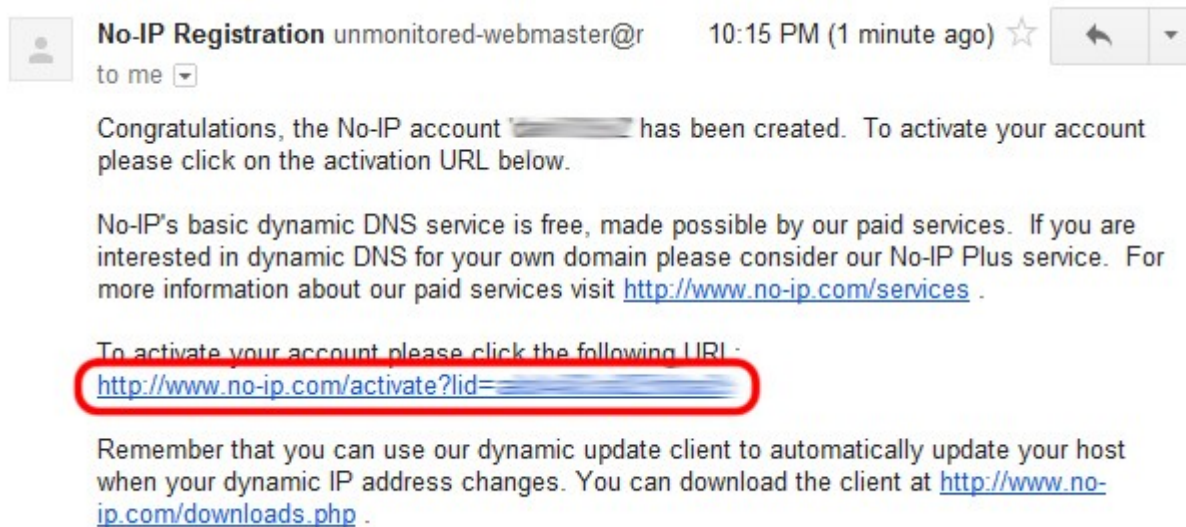 No-IP Registration unmonitored-webmaster@r 10:15 PM (1 minute ago)
to me
Congratulations, the No-IP account has been created. To activate your account
please click on the activation URL below.
No-IP's basic dynamic DNS service is free, made possible by our paid services. If you are
interested in dynamic DNS for your own domain please consider our No-IP Plus service. For
more information about our paid services visit http://www.no-ip.com/services .
To activate your account please click the following URL:
http://www.no-ip.com/activate?lid=
Remember that you can use our dynamic update client to automatically update your host
when your dynamic IP address changes. You can download the client at http://www.no-
ip.com/downloads.php .